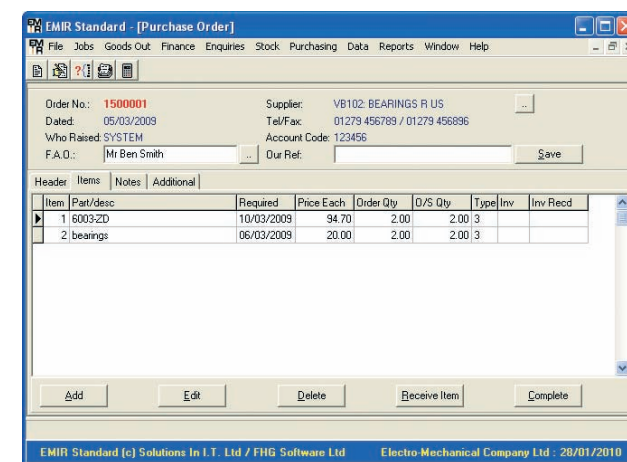 EMIR Standard - [Purchase Order]
File Jobs Goods Out Finance Enquiries Stock Purchasing Data Reports Window Help
Order No.: 1500001 Supplier: VB102: BEARINGS R US ..
Dated: 05/03/2009 Tel/Fax: 01279 456789 / 01279 456896
Who Raised: SYSTEM Account Code: 123456
F.A.O.: Mr Ben Smith .. Our Ref: Save
Header Items Notes Additional
Item Part/desc Required Price Each Order Qty O/S Qty Type Inv Inv Recd
1 6003-ZD 10/03/2009 94.70 2.00 2.00 3
2 bearings 06/03/2009 20.00 2.00 2.00 3
Add Edit Delete Receive Item Complete
EMIR Standard (c) Solutions In I.T. Ltd / FHG Software Ltd Electro-Mechanical Company Ltd : 28/01/2010